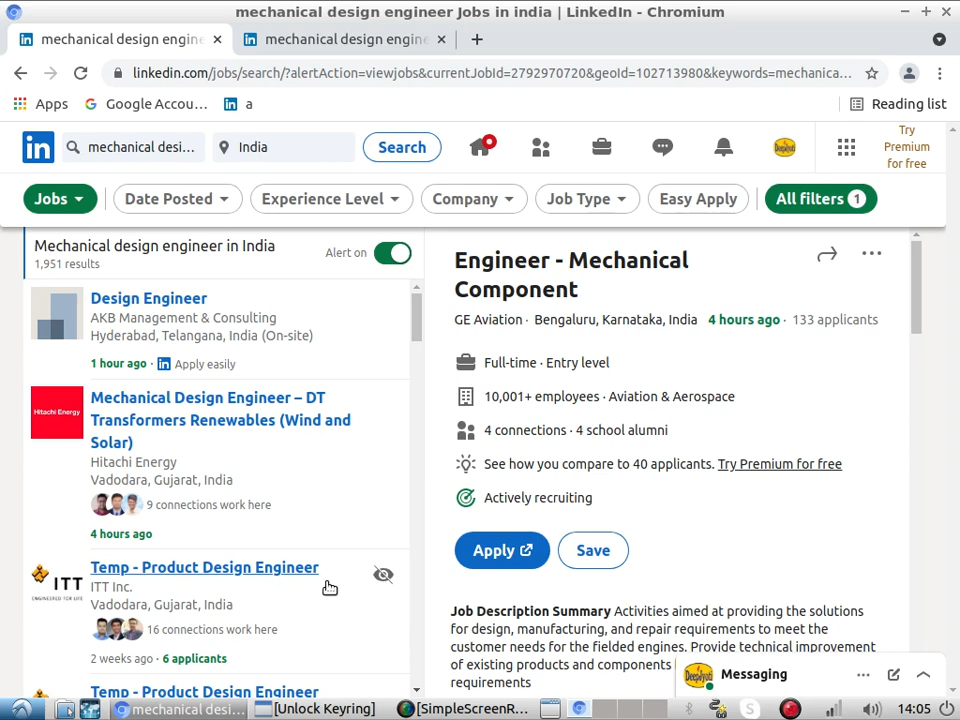 mechanical design engineer Jobs in india | LinkedIn - Chromium
mechanical design engine
mechanical design engine
linkedin.com/jobs/search/?alertAction=viewjobs&currentJobId=2792970720&geoId=102713980&keywords=mechanica...
Apps
Google Accou...
a
Reading list
in
mechanical desi...
India
Search
Try
Premium
for free
Jobs
Date Posted
Experience Level
Company
Job Type
Easy Apply
All filters 1
Mechanical design engineer in India
1,951 results
Alert on
Design Engineer
AKB Management & Consulting
Hyderabad, Telangana, India (On-site)
1 hour ago · Apply easily
Hitachi Energy
Mechanical Design Engineer – DT
Transformers Renewables (Wind and
Solar)
Hitachi Energy
Vadodara, Gujarat, India
9 connections work here
4 hours ago
ITT
ENGINEERED FOR LIFE
Temp - Product Design Engineer
ITT Inc.
Vadodara, Gujarat, India
16 connections work here
2 weeks ago · 6 applicants
Temp - Product Design Engineer
Engineer - Mechanical
Component
GE Aviation · Bengaluru, Karnataka, India 4 hours ago · 133 applicants
Full-time · Entry level
10,001+ employees · Aviation & Aerospace
4 connections · 4 school alumni
See how you compare to 40 applicants. Try Premium for free
Actively recruiting
Apply
Save
Job Description Summary Activities aimed at providing the solutions
for design, manufacturing, and repair requirements to meet the
customer needs for the fielded engines. Provide technical improvement
of existing products and components
requirements
Messaging
mechanical desi...
[Unlock Keyring]
[SimpleScreenR...
14:05